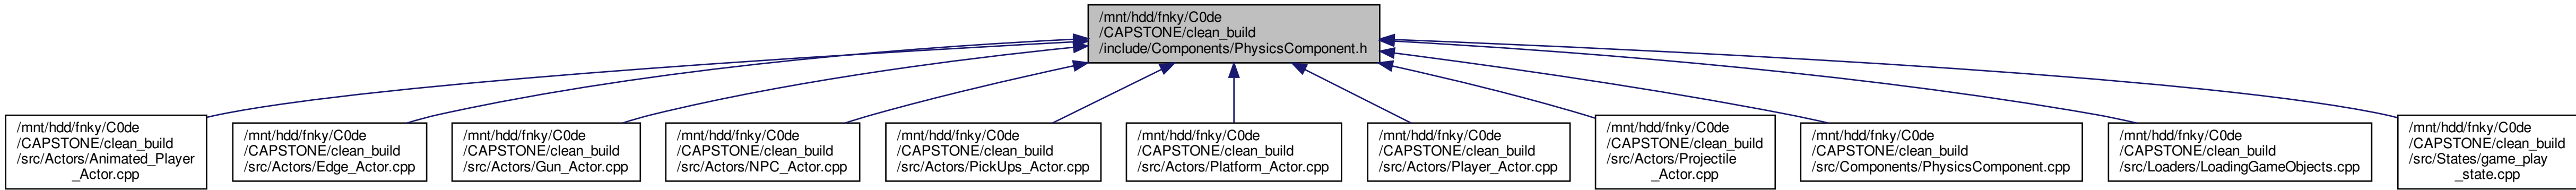 /mnt/hdd/fnky/C0de
/CAPSTONE/clean_build
/include/Components/PhysicsComponent.h
/mnt/hdd/fnky/C0de
/CAPSTONE/clean_build
/src/Actors/Animated_Player
_Actor.cpp
/mnt/hdd/fnky/C0de
/CAPSTONE/clean_build
/src/Actors/Edge_Actor.cpp
/mnt/hdd/fnky/C0de
/CAPSTONE/clean_build
/src/Actors/Gun_Actor.cpp
/mnt/hdd/fnky/C0de
/CAPSTONE/clean_build
/src/Actors/NPC_Actor.cpp
/mnt/hdd/fnky/C0de
/CAPSTONE/clean_build
/src/Actors/PickUps_Actor.cpp
/mnt/hdd/fnky/C0de
/CAPSTONE/clean_build
/src/Actors/Platform_Actor.cpp
/mnt/hdd/fnky/C0de
/CAPSTONE/clean_build
/src/Actors/Player_Actor.cpp
/mnt/hdd/fnky/C0de
/CAPSTONE/clean_build
/src/Actors/Projectile
_Actor.cpp
/mnt/hdd/fnky/C0de
/CAPSTONE/clean_build
/src/Components/PhysicsComponent.cpp
/mnt/hdd/fnky/C0de
/CAPSTONE/clean_build
/src/Loaders/LoadingGameObjects.cpp
/mnt/hdd/fnky/C0de
/CAPSTONE/clean_build
/src/States/game_play
_state.cpp